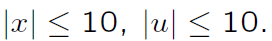 |x| ≤ 10, |u| ≤ 10.